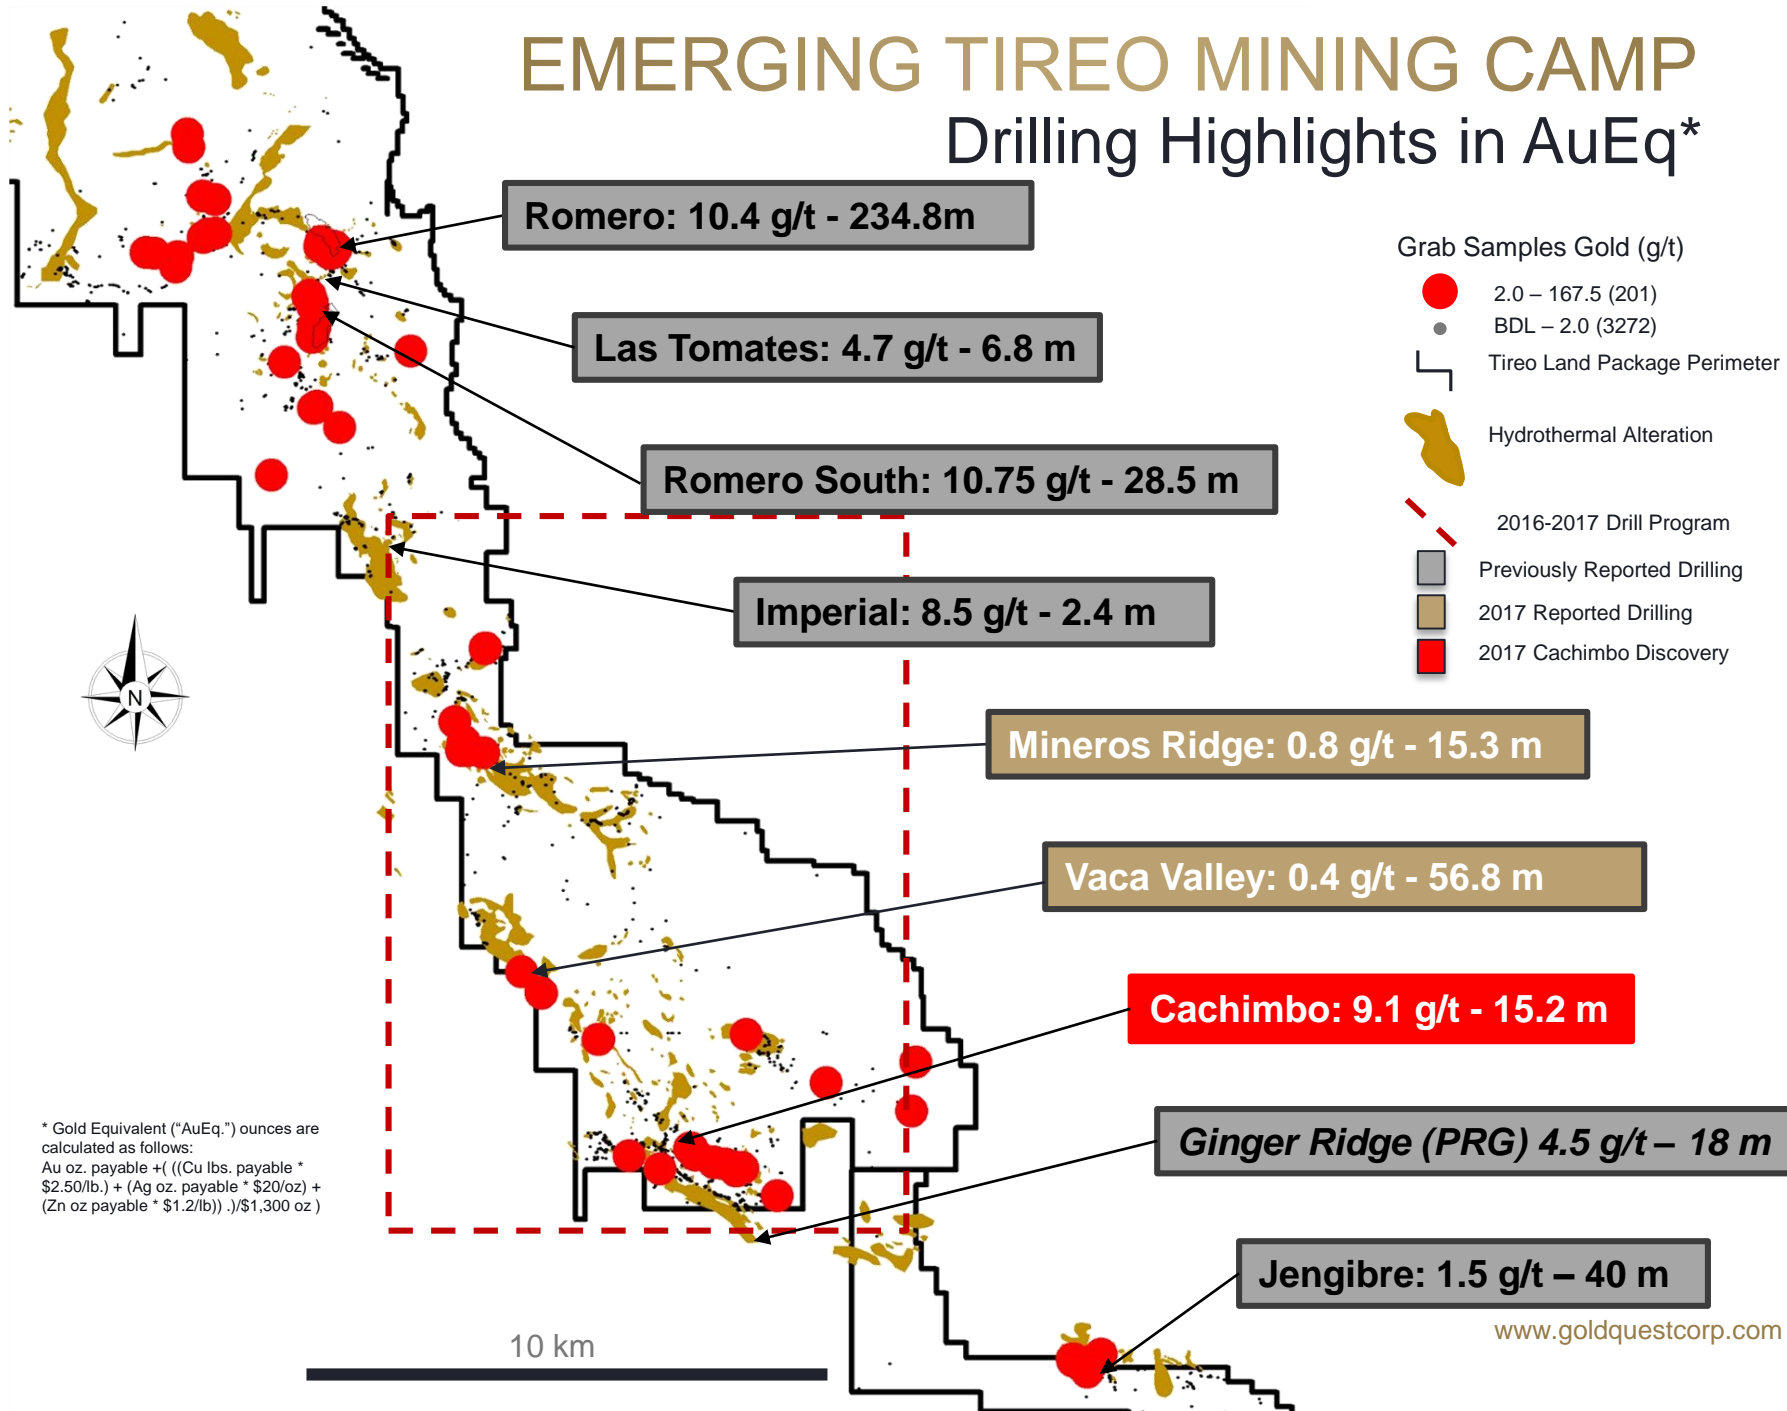 EMERGING TIREO MINING CAMP
Drilling Highlights in AuEq*
Romero: 10.4 g/t - 234.8m
Las Tomates: 4.7 g/t - 6.8 m
Romero South: 10.75 g/t - 28.5 m
Imperial: 8.5 g/t - 2.4 m
Mineros Ridge: 0.8 g/t - 15.3 m
Vaca Valley: 0.4 g/t - 56.8 m
Cachimbo: 9.1 g/t - 15.2 m
Ginger Ridge (PRG) 4.5 g/t – 18 m
Jengibre: 1.5 g/t – 40 m
Grab Samples Gold (g/t)
2.0 – 167.5 (201)
BDL – 2.0 (3272)
Tireo Land Package Perimeter
Hydrothermal Alteration
2016-2017 Drill Program
Previously Reported Drilling
2017 Reported Drilling
2017 Cachimbo Discovery
N
* Gold Equivalent (“AuEq.”) ounces are
calculated as follows:
Au oz. payable +( ((Cu lbs. payable *
$2.50/lb.) + (Ag oz. payable * $20/oz) +
(Zn oz payable * $1.2/lb)) .)/$1,300 oz )
10 km
www.goldquestcorp.com